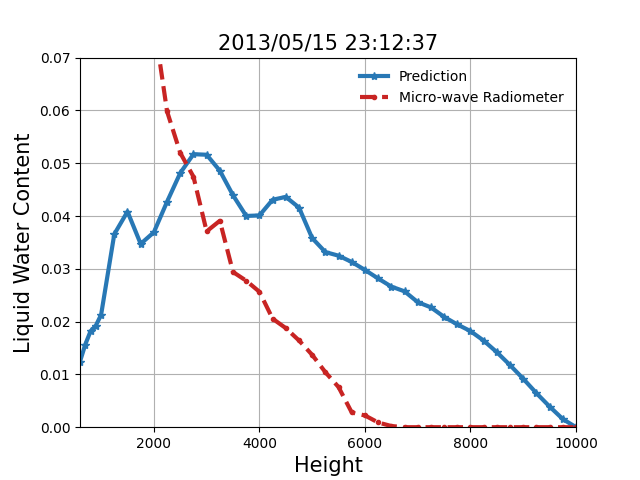 2013/05/15 23:12:37
0.07
0.06
0.05
0.04
0.03
0.02
0.01
0.00
Liquid Water Content
Prediction
Micro-wave Radiometer
2000 4000 6000 8000 10000
Height